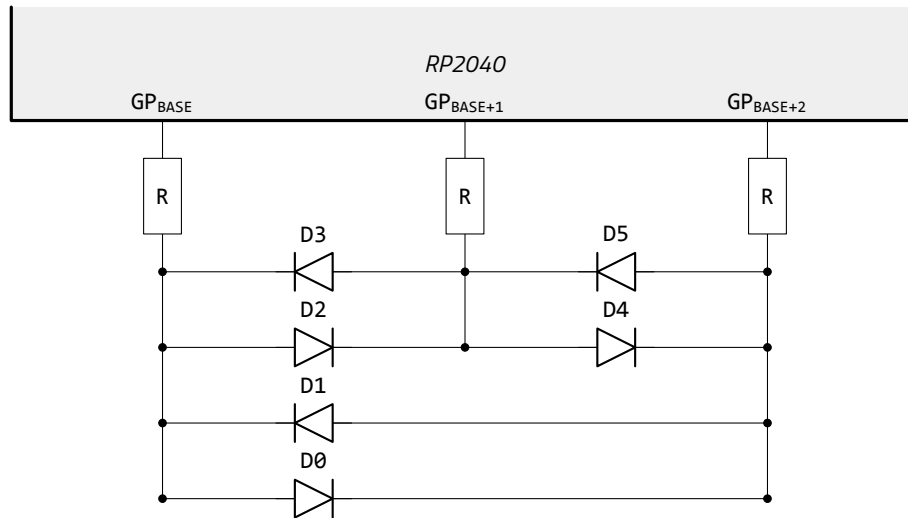 RP2040
GPBASE GPBASE+1 GPBASE+2
R R R
D3 D5
D2 D4
D1
D0